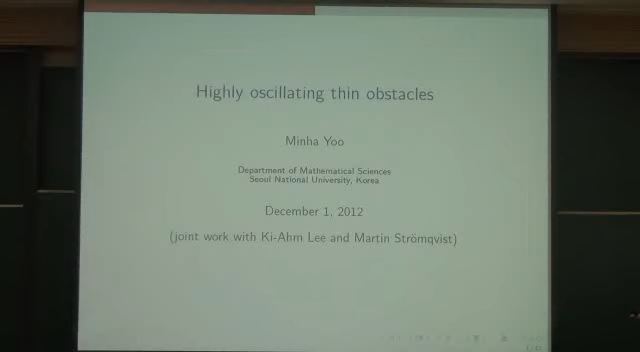 Highly oscillating thin obstacles
Minha Yoo
Department of Mathematical Sciences
Seoul National University, Korea
December 1, 2012
(joint work with Ki-Ahm Lee and Martin Strömqvist)